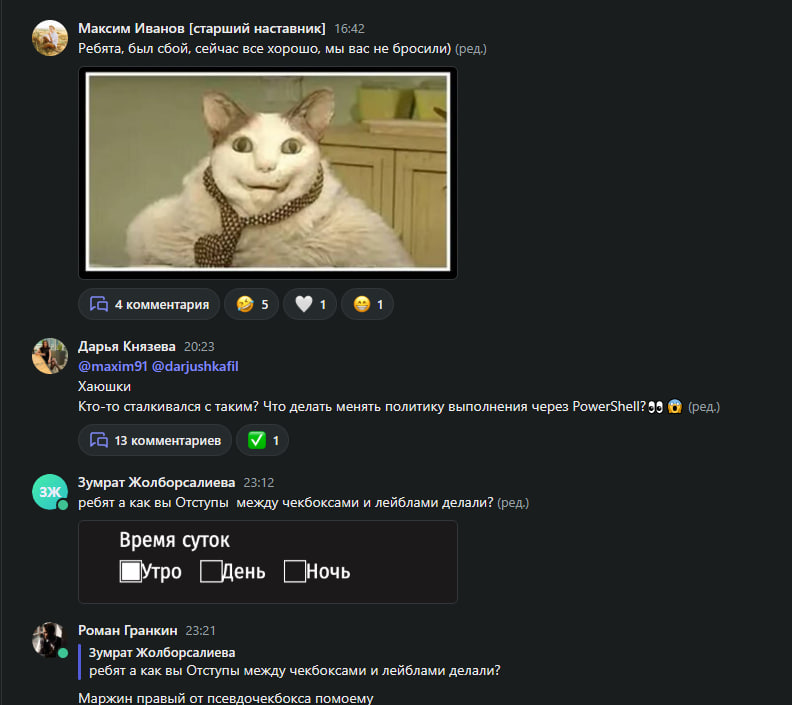 Максим Иванов [старший наставник] 16:42
Ребята, был сбой, сейчас все хорошо, мы вас не бросили) (ред.)
4 комментария 5 1 1
Дарья Князева 20:23
@maxim91 @darjushkafil
Хаюшки
Кто-то сталкивался с таким? Что делать менять политику выполнения через PowerShell?👀 😱 (ред.)
13 комментариев ✅ 1
ЗЖ
Зумрат Жолборсалиева 23:12
ребят а как вы Отступы между чекбоксами и лейблами делали? (ред.)
Время суток
Утро День Ночь
Роман Гранкин 23:21
Зумрат Жолборсалиева
ребят а как вы Отступы между чекбоксами и лейблами делали?
Маржин правый от псевдочекбокса помоему